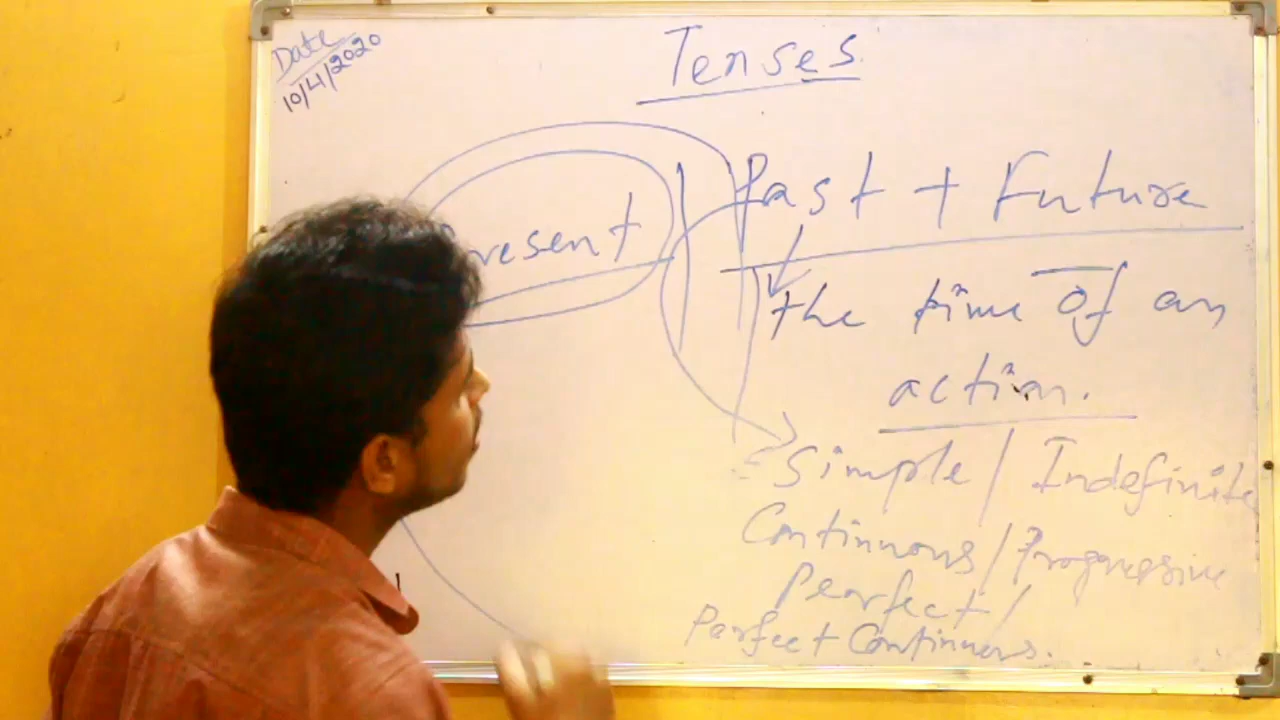 Date
10/4/2020
Tenses
Present
Past + Future
the time of an
action.
Simple / Indefinite
Continuous / Progressive
Perfect /
Parfect Continuous.